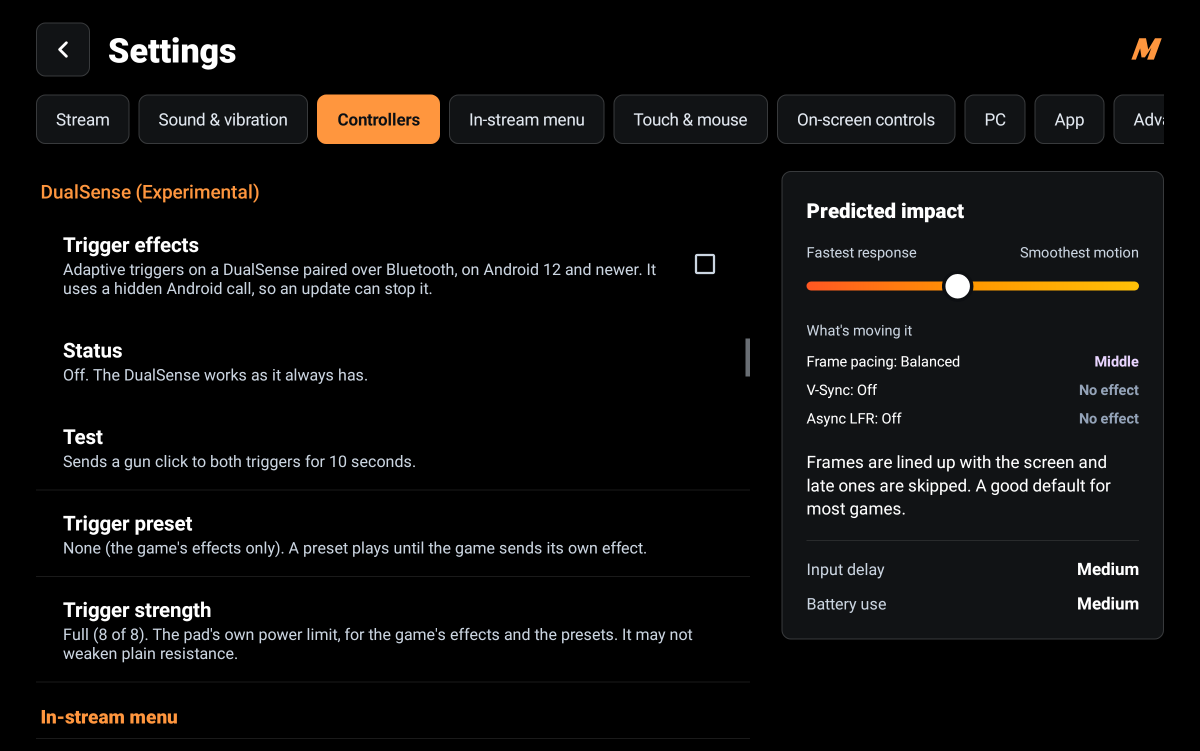 Settings
M
Stream
Sound & vibration
Controllers
In-stream menu
Touch & mouse
On-screen controls
PC
App
DualSense (Experimental)
Trigger effects
Adaptive triggers on a DualSense paired over Bluetooth, on Android 12 and newer. It
uses a hidden Android call, so an update can stop it.
Status
Off. The DualSense works as it always has.
Test
Sends a gun click to both triggers for 10 seconds.
Trigger preset
None (the game's effects only). A preset plays until the game sends its own effect.
Trigger strength
Full (8 of 8). The pad's own power limit, for the game's effects and the presets. It may not
weaken plain resistance.
In-stream menu
Predicted impact
Fastest response
Smoothest motion
What's moving it
Frame pacing: Balanced
Middle
V-Sync: Off
No effect
Async LFR: Off
No effect
Frames are lined up with the screen and
late ones are skipped. A good default for
most games.
Input delay
Medium
Battery use
Medium